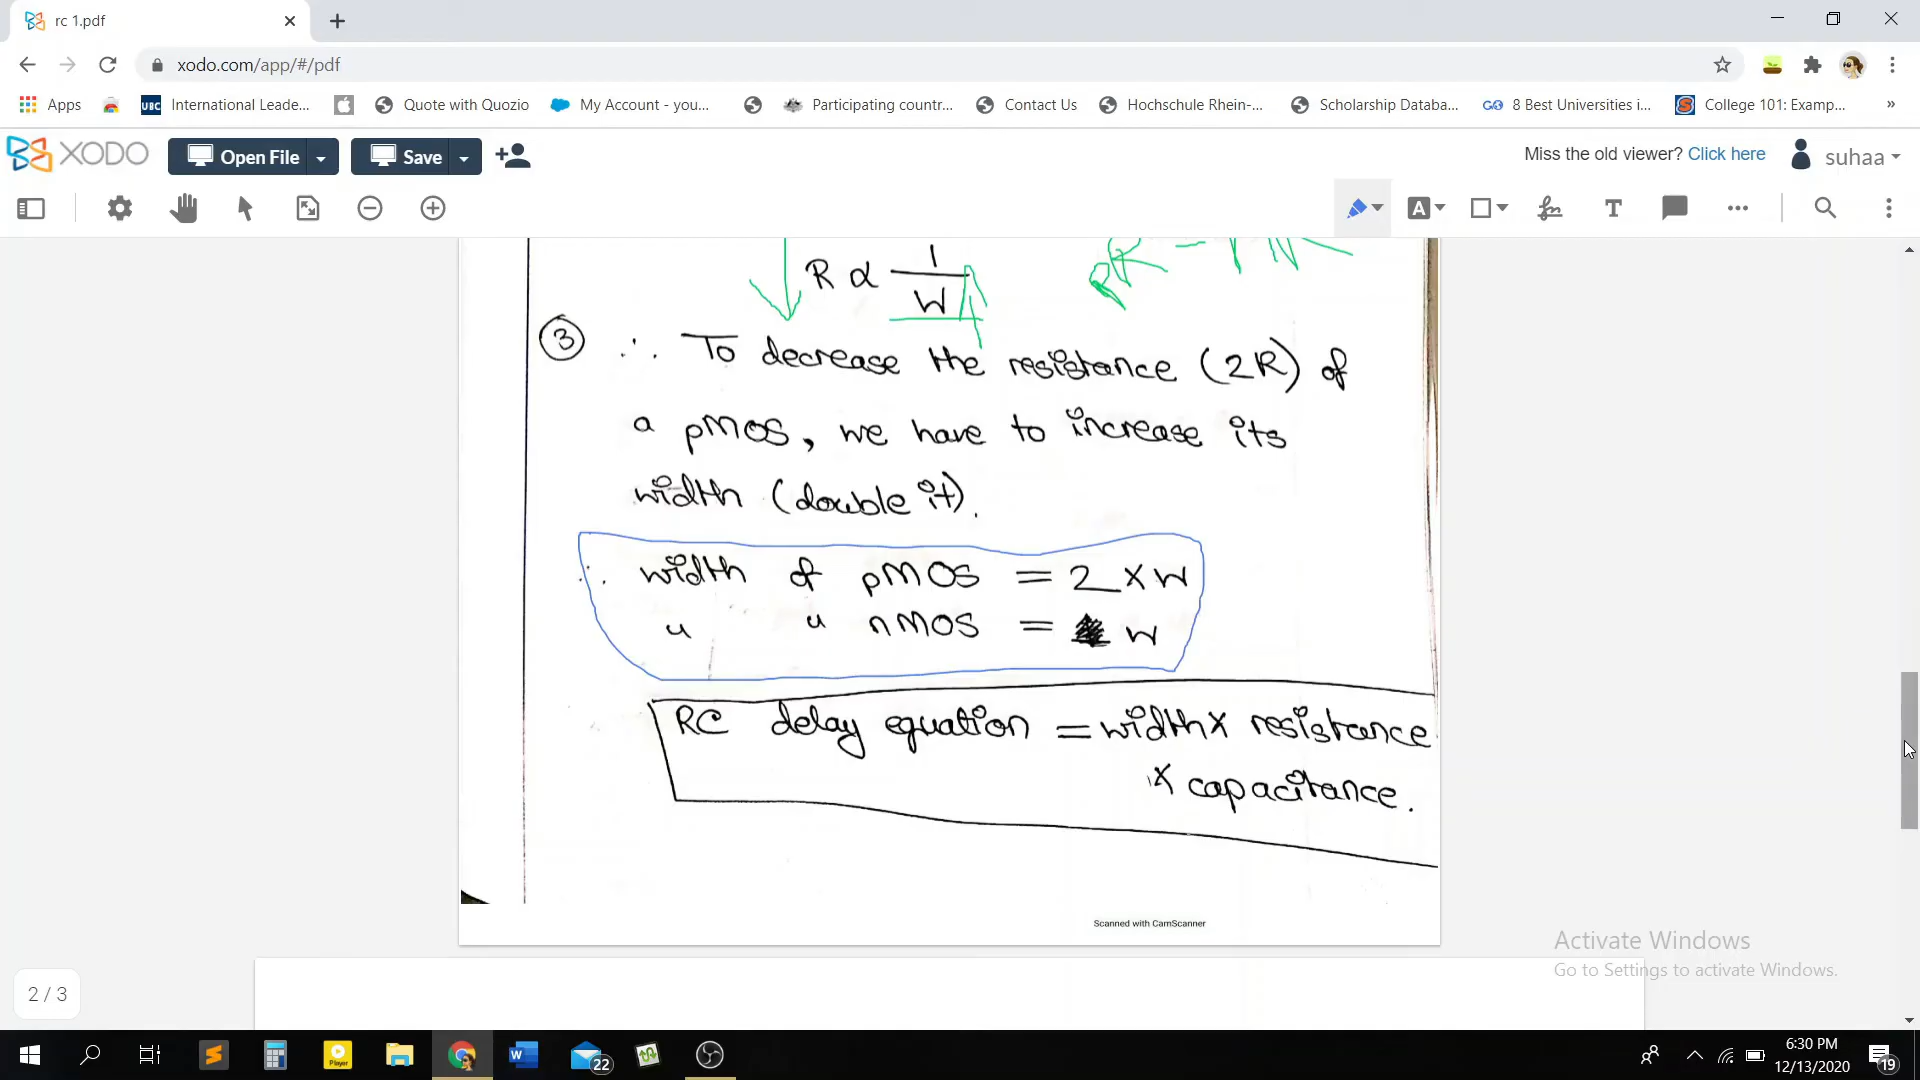 rc 1.pdf
xodo.com/app/#/pdf
Apps
UBC International Leade...
Quote with Quozio
My Account - you...
Participating countr...
Contact Us
Hochschule Rhein-...
Scholarship Databa...
GO 8 Best Universities i...
S College 101: Examp...
»
XODO
Open File
Save
Miss the old viewer? Click here
suhaa
A
T
R ∝ 1
W
③ ∴ To decrease the resistance (2R) of
a pMOS, we have to increase its
width (double it).
∴ width of pMOS = 2 x W
" " nMOS = W
RC delay equation = width x resistance
x capacitance.
Scanned with CamScanner
Activate Windows
Go to Settings to activate Windows.
2 / 3
Player
W
22
6:30 PM
12/13/2020
19